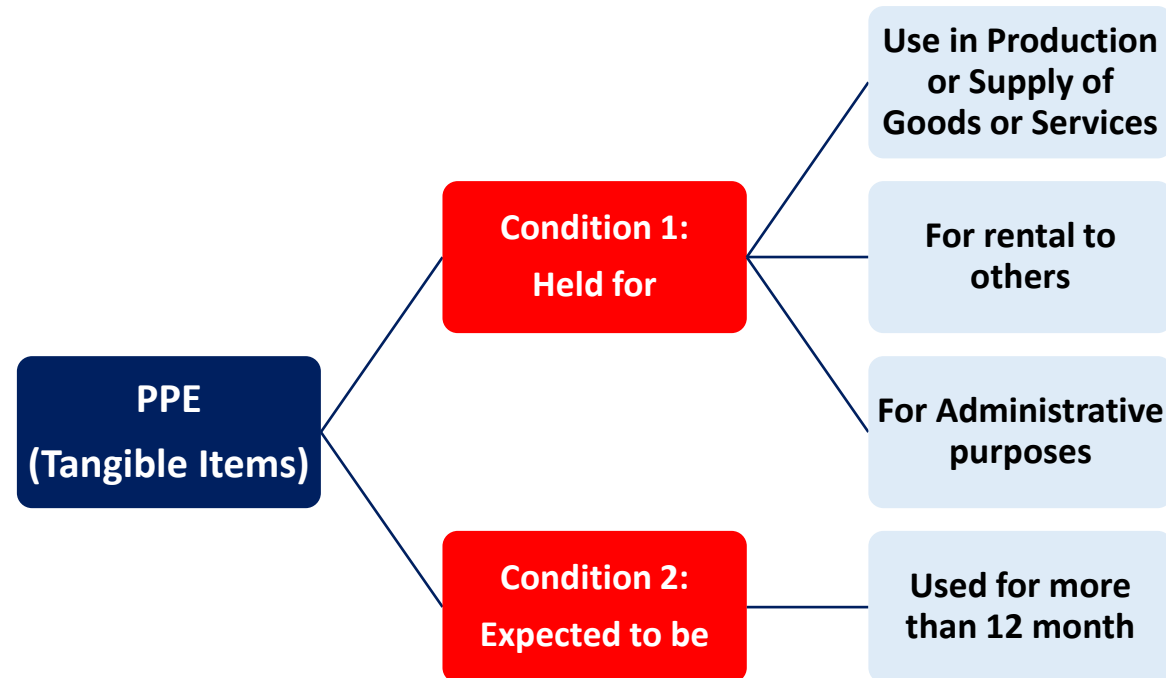 PPE
(Tangible Items)
Condition 1:
Held for
Use in Production
or Supply of
Goods or Services
For rental to
others
For Administrative
purposes
Condition 2:
Expected to be
Used for more
than 12 month